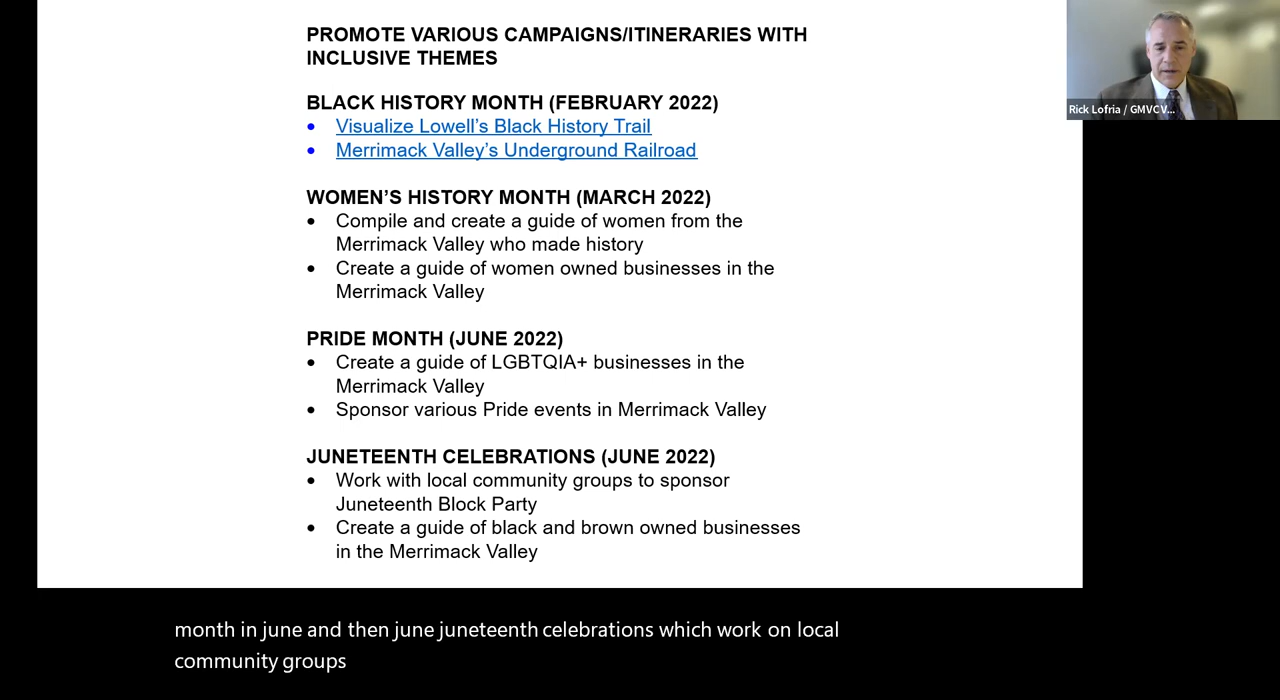 PROMOTE VARIOUS CAMPAIGNS/ITINERARIES WITH
INCLUSIVE THEMES
BLACK HISTORY MONTH (FEBRUARY 2022)
• Visualize Lowell’s Black History Trail
• Merrimack Valley’s Underground Railroad
WOMEN’S HISTORY MONTH (MARCH 2022)
• Compile and create a guide of women from the
Merrimack Valley who made history
• Create a guide of women owned businesses in the
Merrimack Valley
PRIDE MONTH (JUNE 2022)
• Create a guide of LGBTQIA+ businesses in the
Merrimack Valley
• Sponsor various Pride events in Merrimack Valley
JUNETEENTH CELEBRATIONS (JUNE 2022)
• Work with local community groups to sponsor
Juneteenth Block Party
• Create a guide of black and brown owned businesses
in the Merrimack Valley
Rick Lofria / GMVCV...
month in june and then june juneteenth celebrations which work on local
community groups